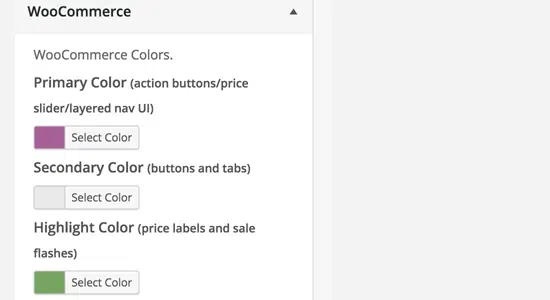 WooCommerce
WooCommerce Colors.
Primary Color (action buttons/price
slider/layered nav UI)
Select Color
Secondary Color (buttons and tabs)
Select Color
Highlight Color (price labels and sale
flashes)
Select Color